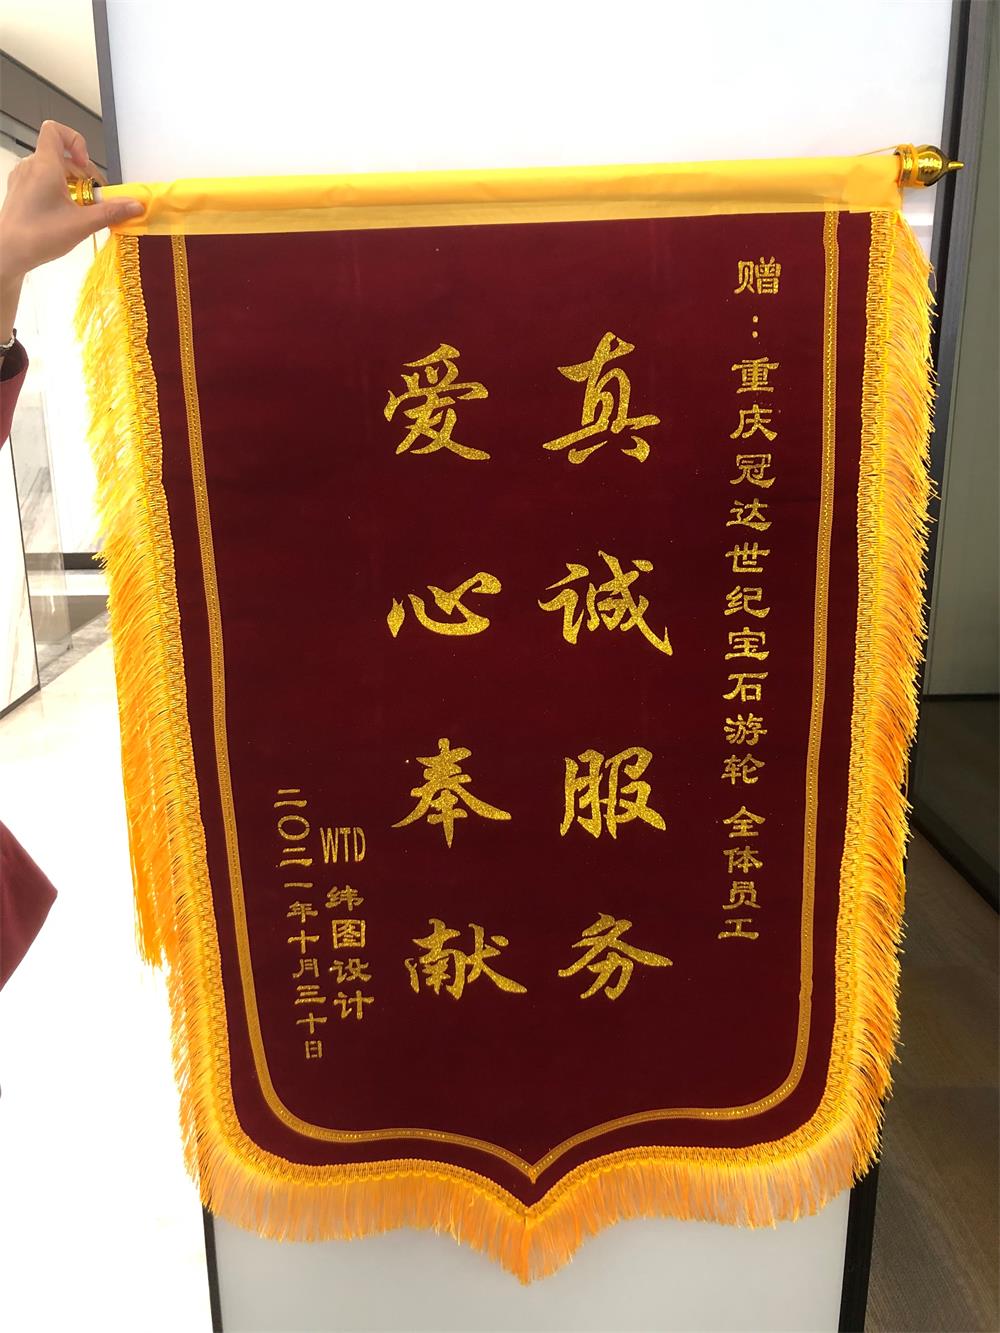 赠：重庆冠达世纪宝石游轮 全体员工
真诚服务
爱心奉献
WTD 纬图设计
二〇二一年十月三十日